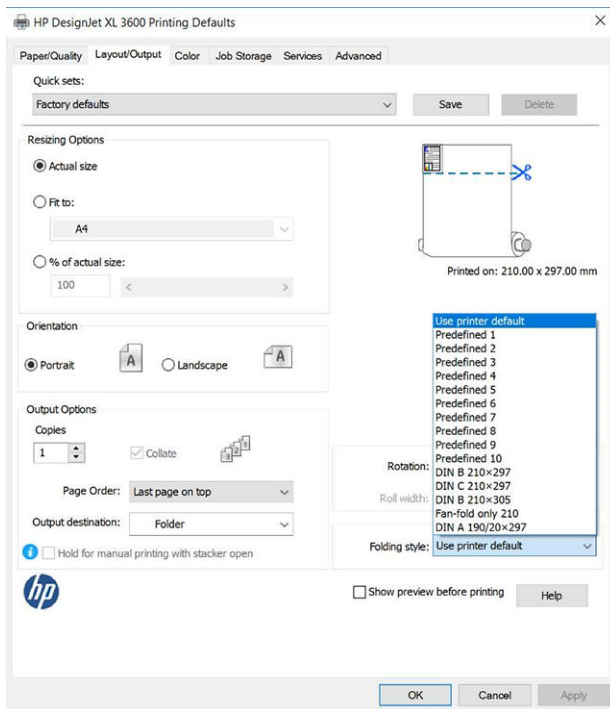 HP DesignJet XL 3600 Printing Defaults
Paper/Quality Layout/Output Color Job Storage Services Advanced
Quick sets:
Factory defaults
Save
Delete
Resizing Options
Actual size
Fit to:
A4
% of actual size:
100
Printed on: 210.00 x 297.00 mm
Orientation
Portrait
A
Landscape
A
Output Options
Copies
1
Collate
Page Order: Last page on top
Output destination: Folder
Hold for manual printing with stacker open
Use printer default
Predefined 1
Predefined 2
Predefined 3
Predefined 4
Predefined 5
Predefined 6
Predefined 7
Predefined 8
Predefined 9
Predefined 10
DIN B 210×297
DIN C 210×297
DIN B 210×305
Fan-fold only 210
DIN A 190/20×297
Rotation:
Roll width:
Folding style: Use printer default
hp
Show preview before printing
Help
OK
Cancel
Apply